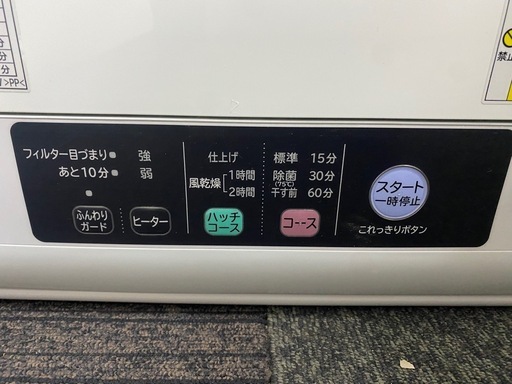 分
分
分
V>PP<
禁止
フィルター目づまり
強
あと10分
弱
ふんわり
ガード
ヒーター
仕上げ
風乾燥
1時間
2時間
ハッチ
コース
標準 15分
除菌 30分
(75℃)
干す前 60分
コース
スタート
一時停止
これっきりボタン